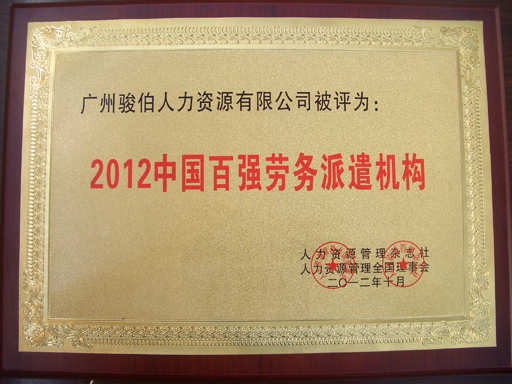 广州骏伯人力资源有限公司被评为：
2012中国百强劳务派遣机构
人力资源管理杂志社
人力资源管理全国理事会
二〇一二年十月